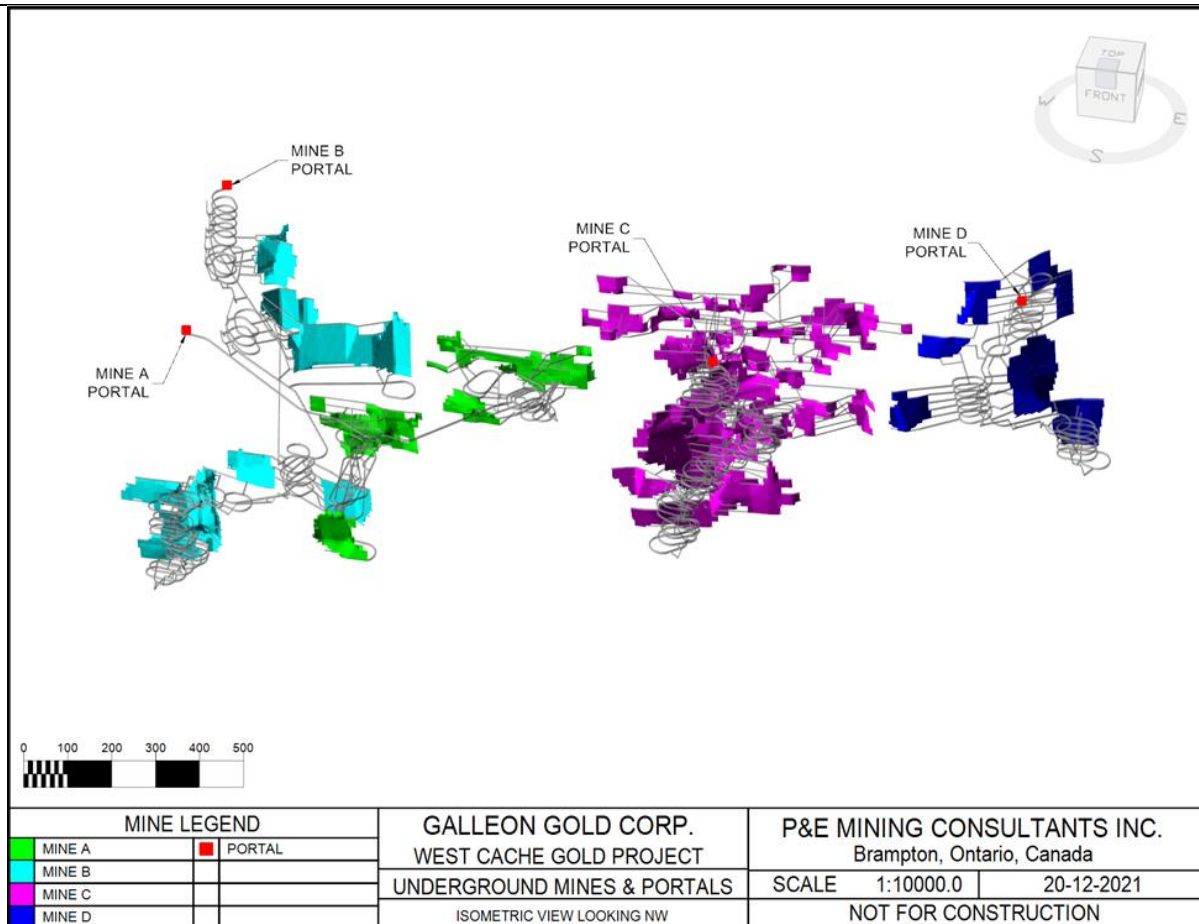 TOP
FRONT
W
E
S
MINE B
PORTAL
MINE C
PORTAL
MINE D
PORTAL
MINE A
PORTAL
0 100 200 300 400 500
MINE LEGEND
MINE A PORTAL
MINE B
MINE C
MINE D
GALLEON GOLD CORP.
WEST CACHE GOLD PROJECT
UNDERGROUND MINES & PORTALS
ISOMETRIC VIEW LOOKING NW
P&E MINING CONSULTANTS INC.
Brampton, Ontario, Canada
SCALE 1:10000.0 20-12-2021
NOT FOR CONSTRUCTION